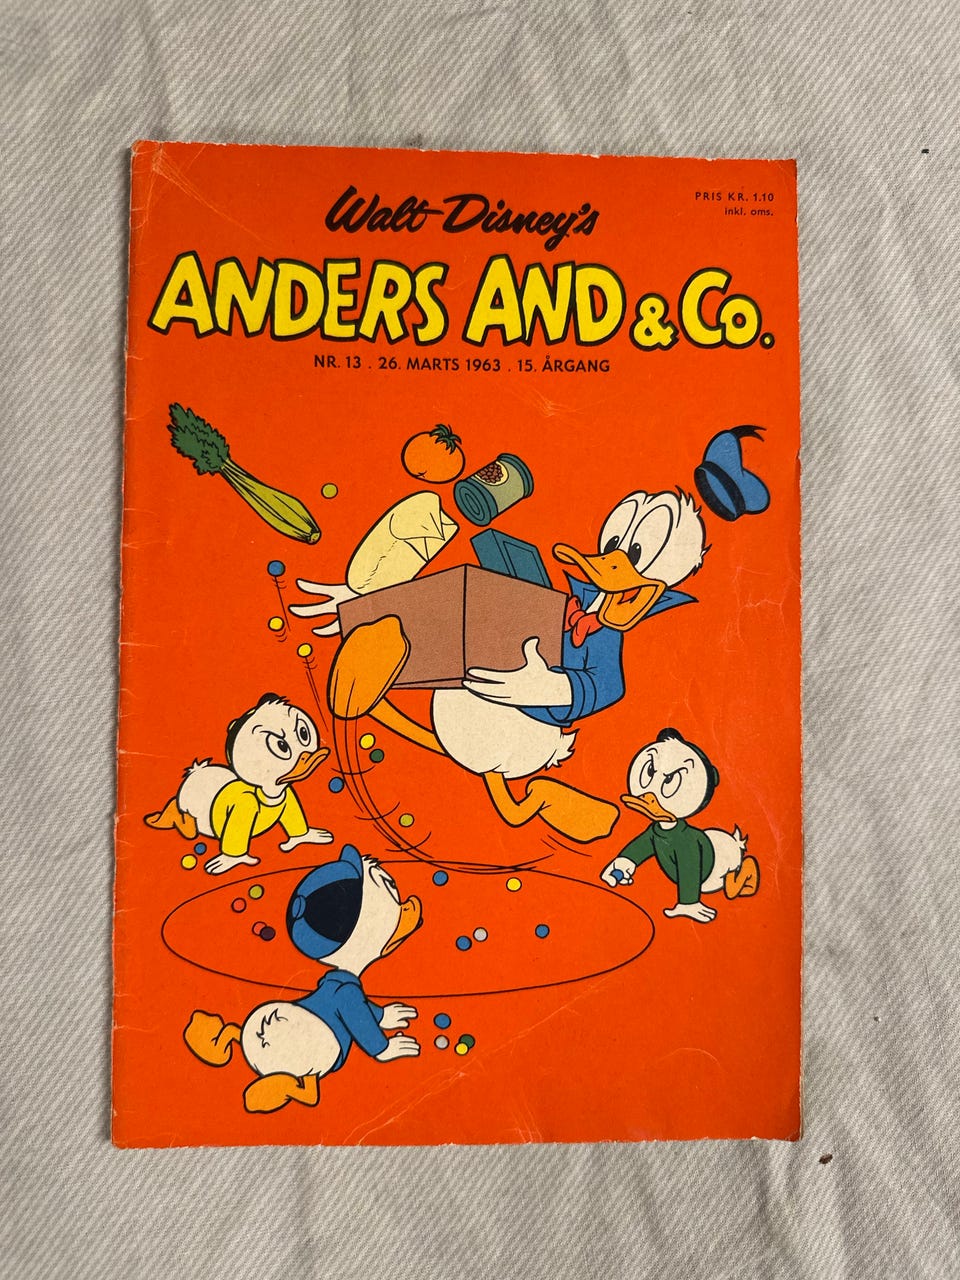 Walt Disney's
PRIS KR. 1.10
inkl. oms.
ANDERS AND & Co.
NR. 13 . 26. MARTS 1963 . 15. ÅRGANG